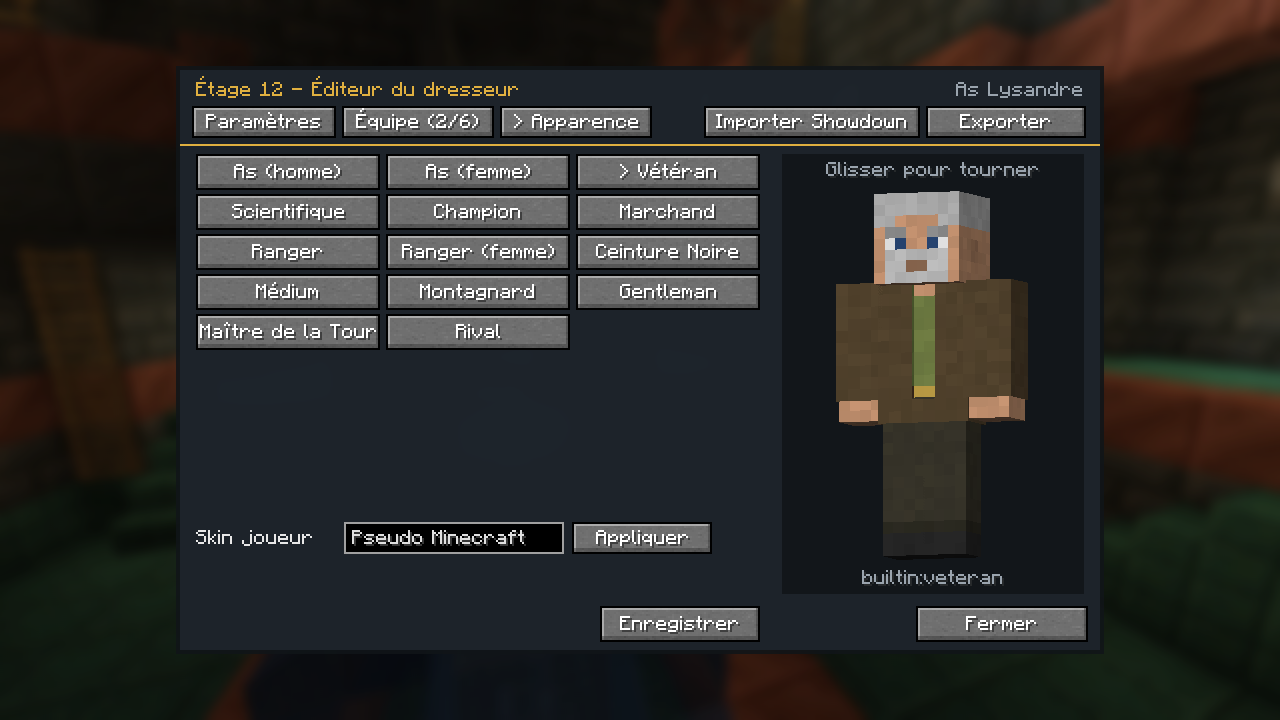 Étage 12 - Éditeur du dresseur As Lysandre
Paramètres Équipe (2/6) > Apparence Importer Showdown Exporter
As (homme) As (femme) > Vétéran
Scientifique Champion Marchand
Ranger Ranger (femme) Ceinture Noire
Médium Montagnard Gentleman
Maître de la Tour Rival
Glisser pour tourner
Skin joueur Pseudo Minecraft Appliquer
builtin:veteran
Enregistrer Fermer